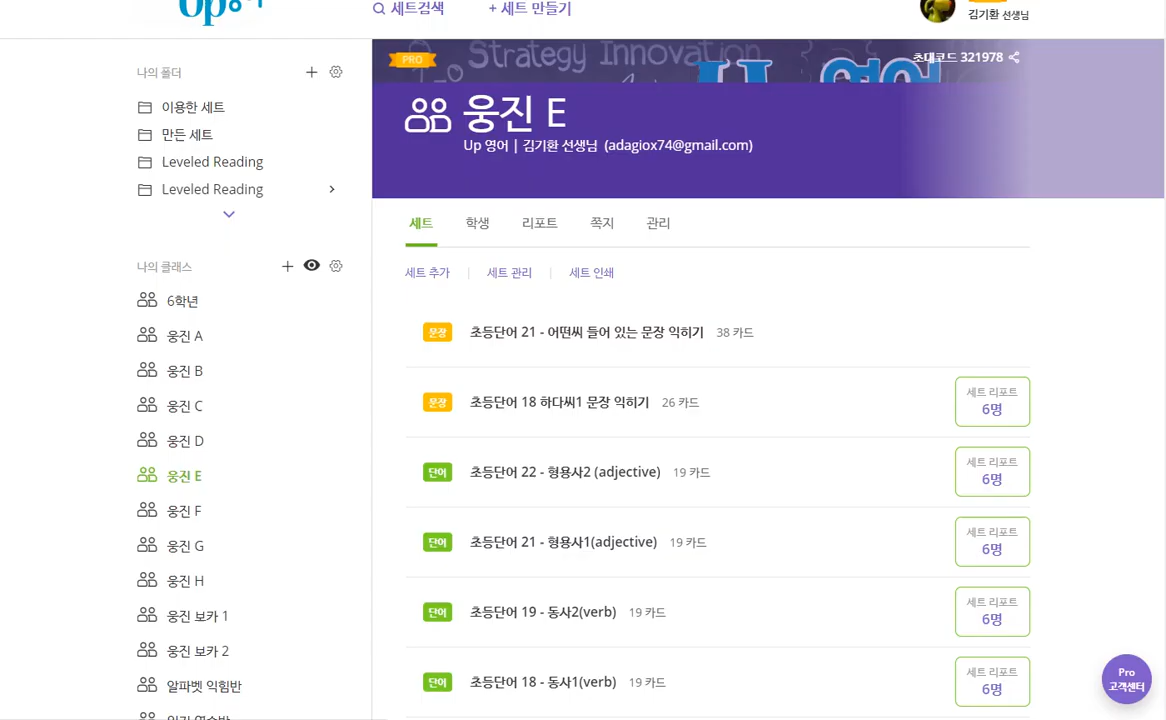 Up영어
세트검색
+ 세트 만들기
김기환 선생님
나의 폴더
이용한 세트
만든 세트
Leveled Reading
Leveled Reading
나의 클래스
6학년
웅진 A
웅진 B
웅진 C
웅진 D
웅진 E
웅진 F
웅진 G
웅진 H
웅진 보카 1
웅진 보카 2
알파벳 익힘반
PRO
Strategy Innovation
U 영어
초대코드 321978
웅진 E
Up 영어 | 김기환 선생님 (adagiox74@gmail.com)
세트 학생 리포트 쪽지 관리
세트 추가 | 세트 관리 | 세트 인쇄
문장 초등단어 21 - 어떤씨 들어 있는 문장 익히기 38 카드
문장 초등단어 18 하다씨1 문장 익히기 26 카드
세트 리포트
6명
단어 초등단어 22 - 형용사2 (adjective) 19 카드
세트 리포트
6명
단어 초등단어 21 - 형용사1(adjective) 19 카드
세트 리포트
6명
단어 초등단어 19 - 동사2(verb) 19 카드
세트 리포트
6명
단어 초등단어 18 - 동사1(verb) 19 카드
세트 리포트
6명
Pro
고객센터